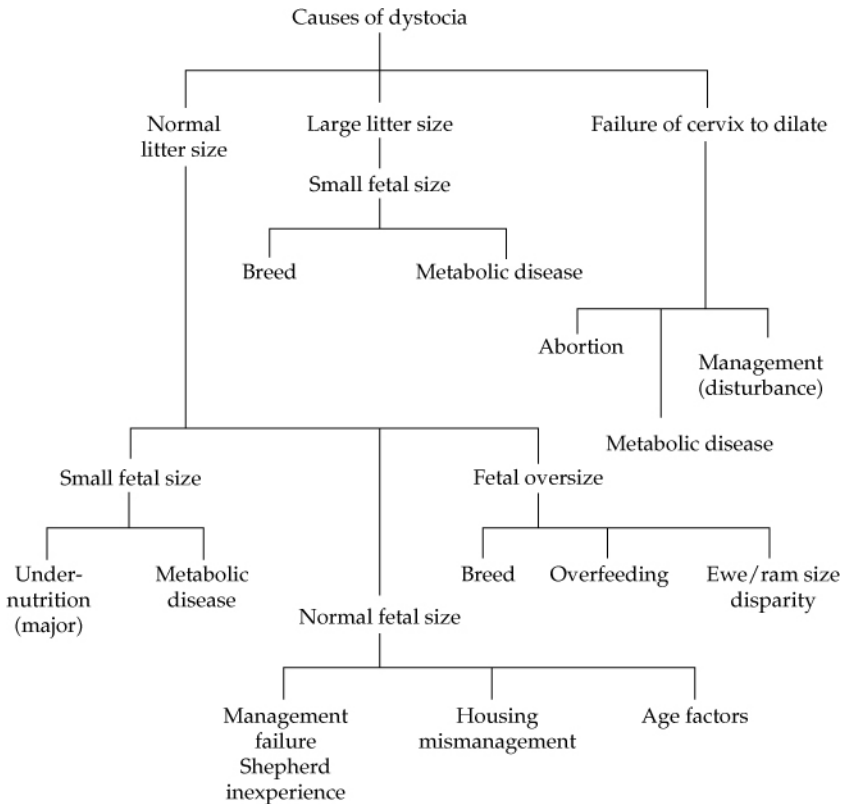 Causes of dystocia
Normal
litter size
Large litter size
Failure of cervix to dilate
Small fetal size
Breed
Metabolic disease
Abortion
Management
(disturbance)
Metabolic disease
Small fetal size
Fetal oversize
Under-
nutrition
(major)
Metabolic
disease
Breed
Overfeeding
Ewe/ram size
disparity
Normal fetal size
Management
failure
Shepherd
inexperience
Housing
mismanagement
Age factors